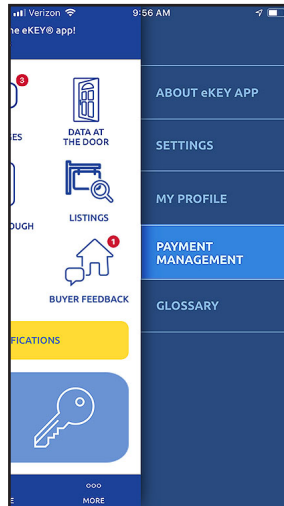 Verizon 9:56 AM
he eKEY® app!
3
ES
DATA AT
THE DOOR
OUGH
LISTINGS
1
BUYER FEEDBACK
FICATIONS
E
MORE
ABOUT eKEY APP
SETTINGS
MY PROFILE
PAYMENT
MANAGEMENT
GLOSSARY